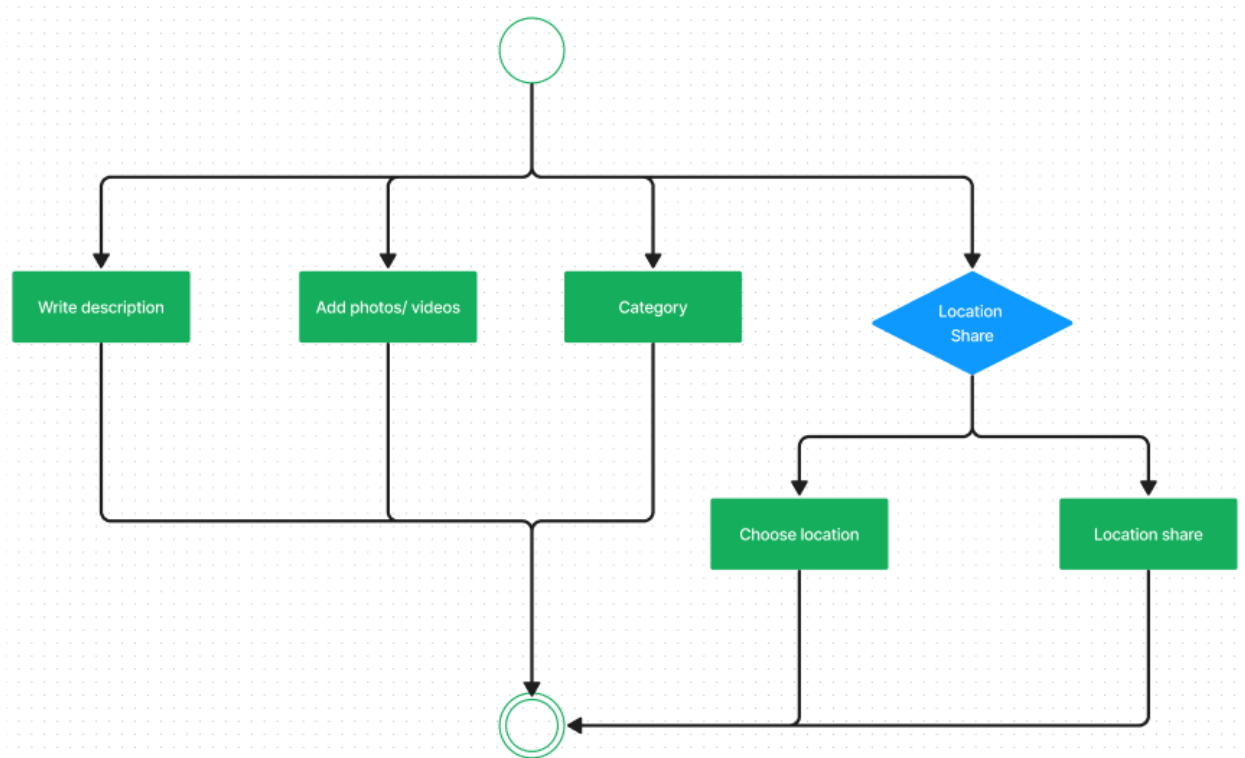 Write description
Add photos/ videos
Category
Location
Share
Choose location
Location share